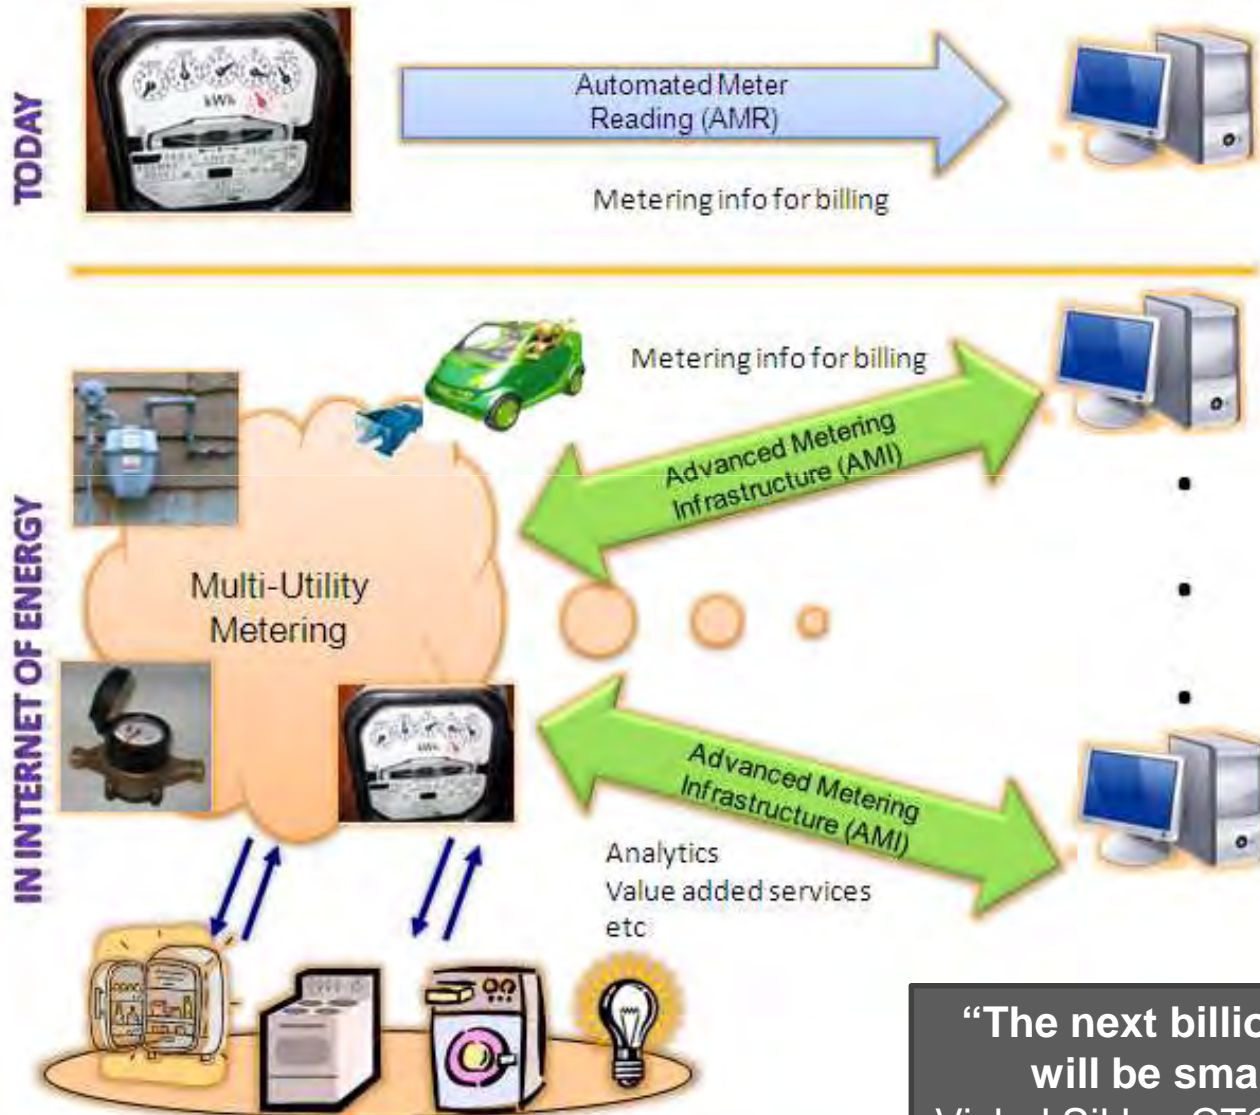 TODAY
kWh
Automated Meter
Reading (AMR)
Metering info for billing
IN INTERNET OF ENERGY
Metering info for billing
Advanced Metering
Infrastructure (AMI)
Multi-Utility
Metering
kWh
Advanced Metering
Infrastructure (AMI)
Analytics
Value added services
etc
“The next billio
will be sma